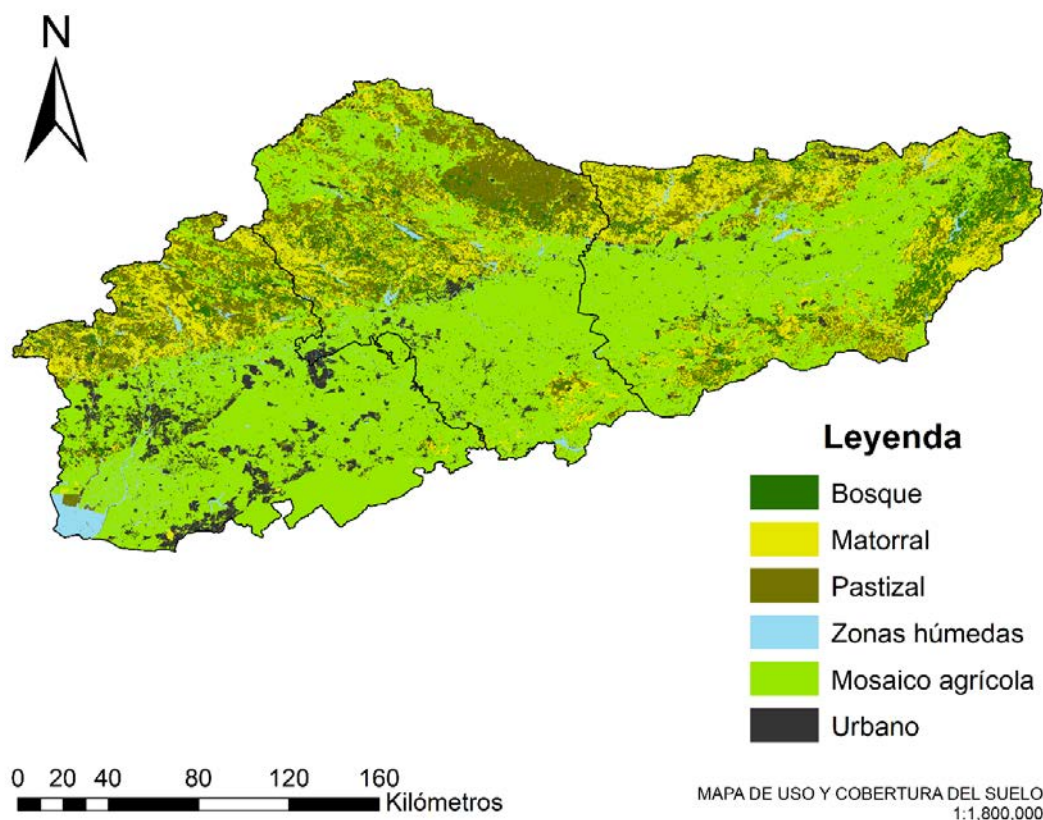 N
Leyenda
Bosque
Matorral
Pastizal
Zonas húmedas
Mosaico agrícola
Urbano
0 20 40 80 120 160
Kilómetros
MAPA DE USO Y COBERTURA DEL SUELO
1:1.800.000